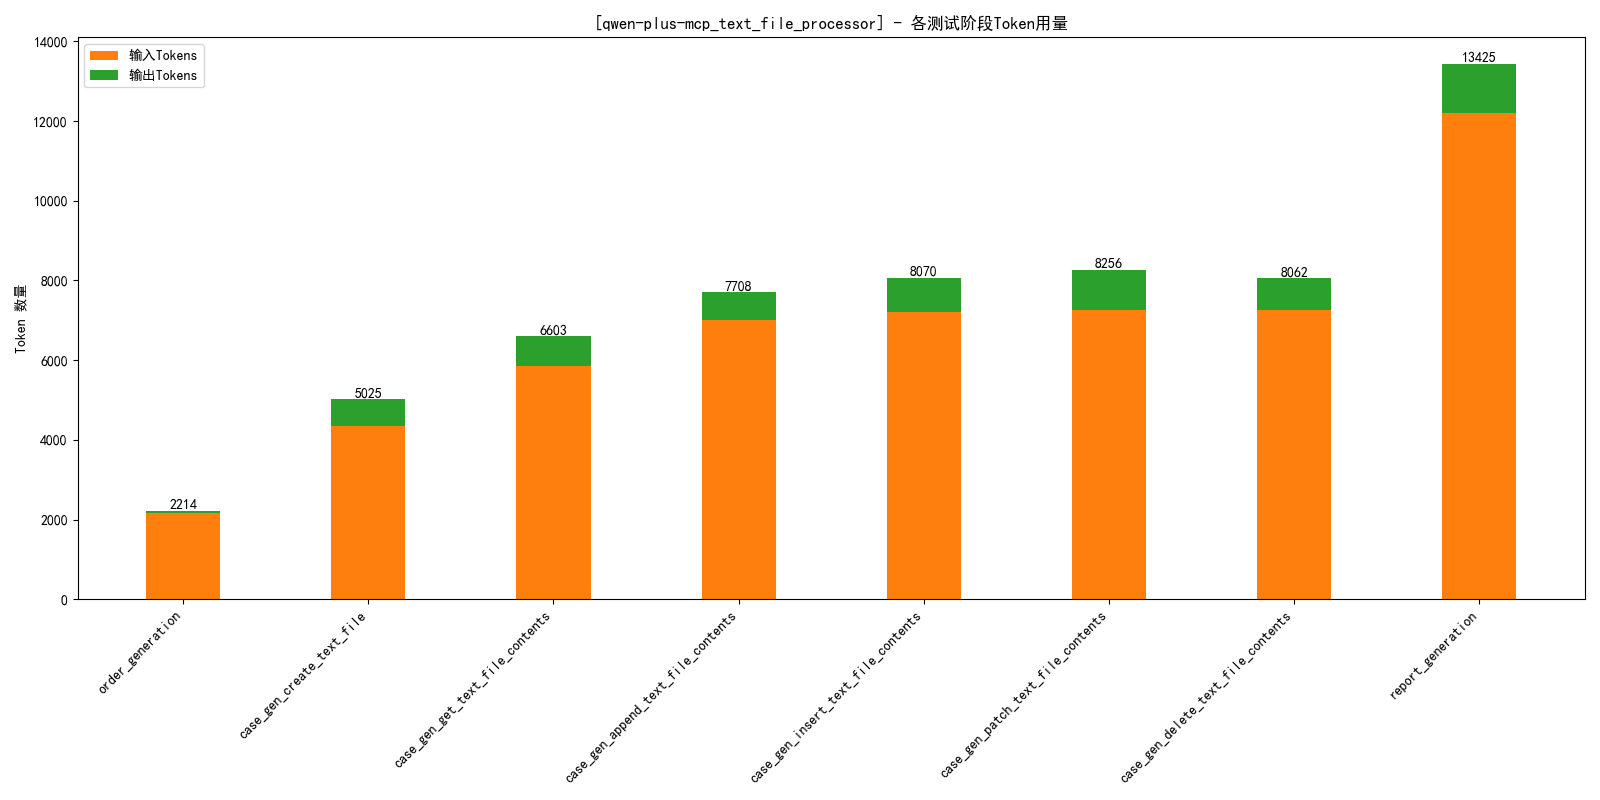 [qwen-plus-mcp_text_file_processor] - 各测试阶段Token用量
输入Tokens
输出Tokens
Token 数量
14000
12000
10000
8000
6000
4000
2000
0
2214
5025
6603
7708
8070
8256
8062
13425
order_generation
case_gen_create_text_file
case_gen_get_text_file_contents
case_gen_append_text_file_contents
case_gen_insert_text_file_contents
case_gen_patch_text_file_contents
case_gen_delete_text_file_contents
report_generation